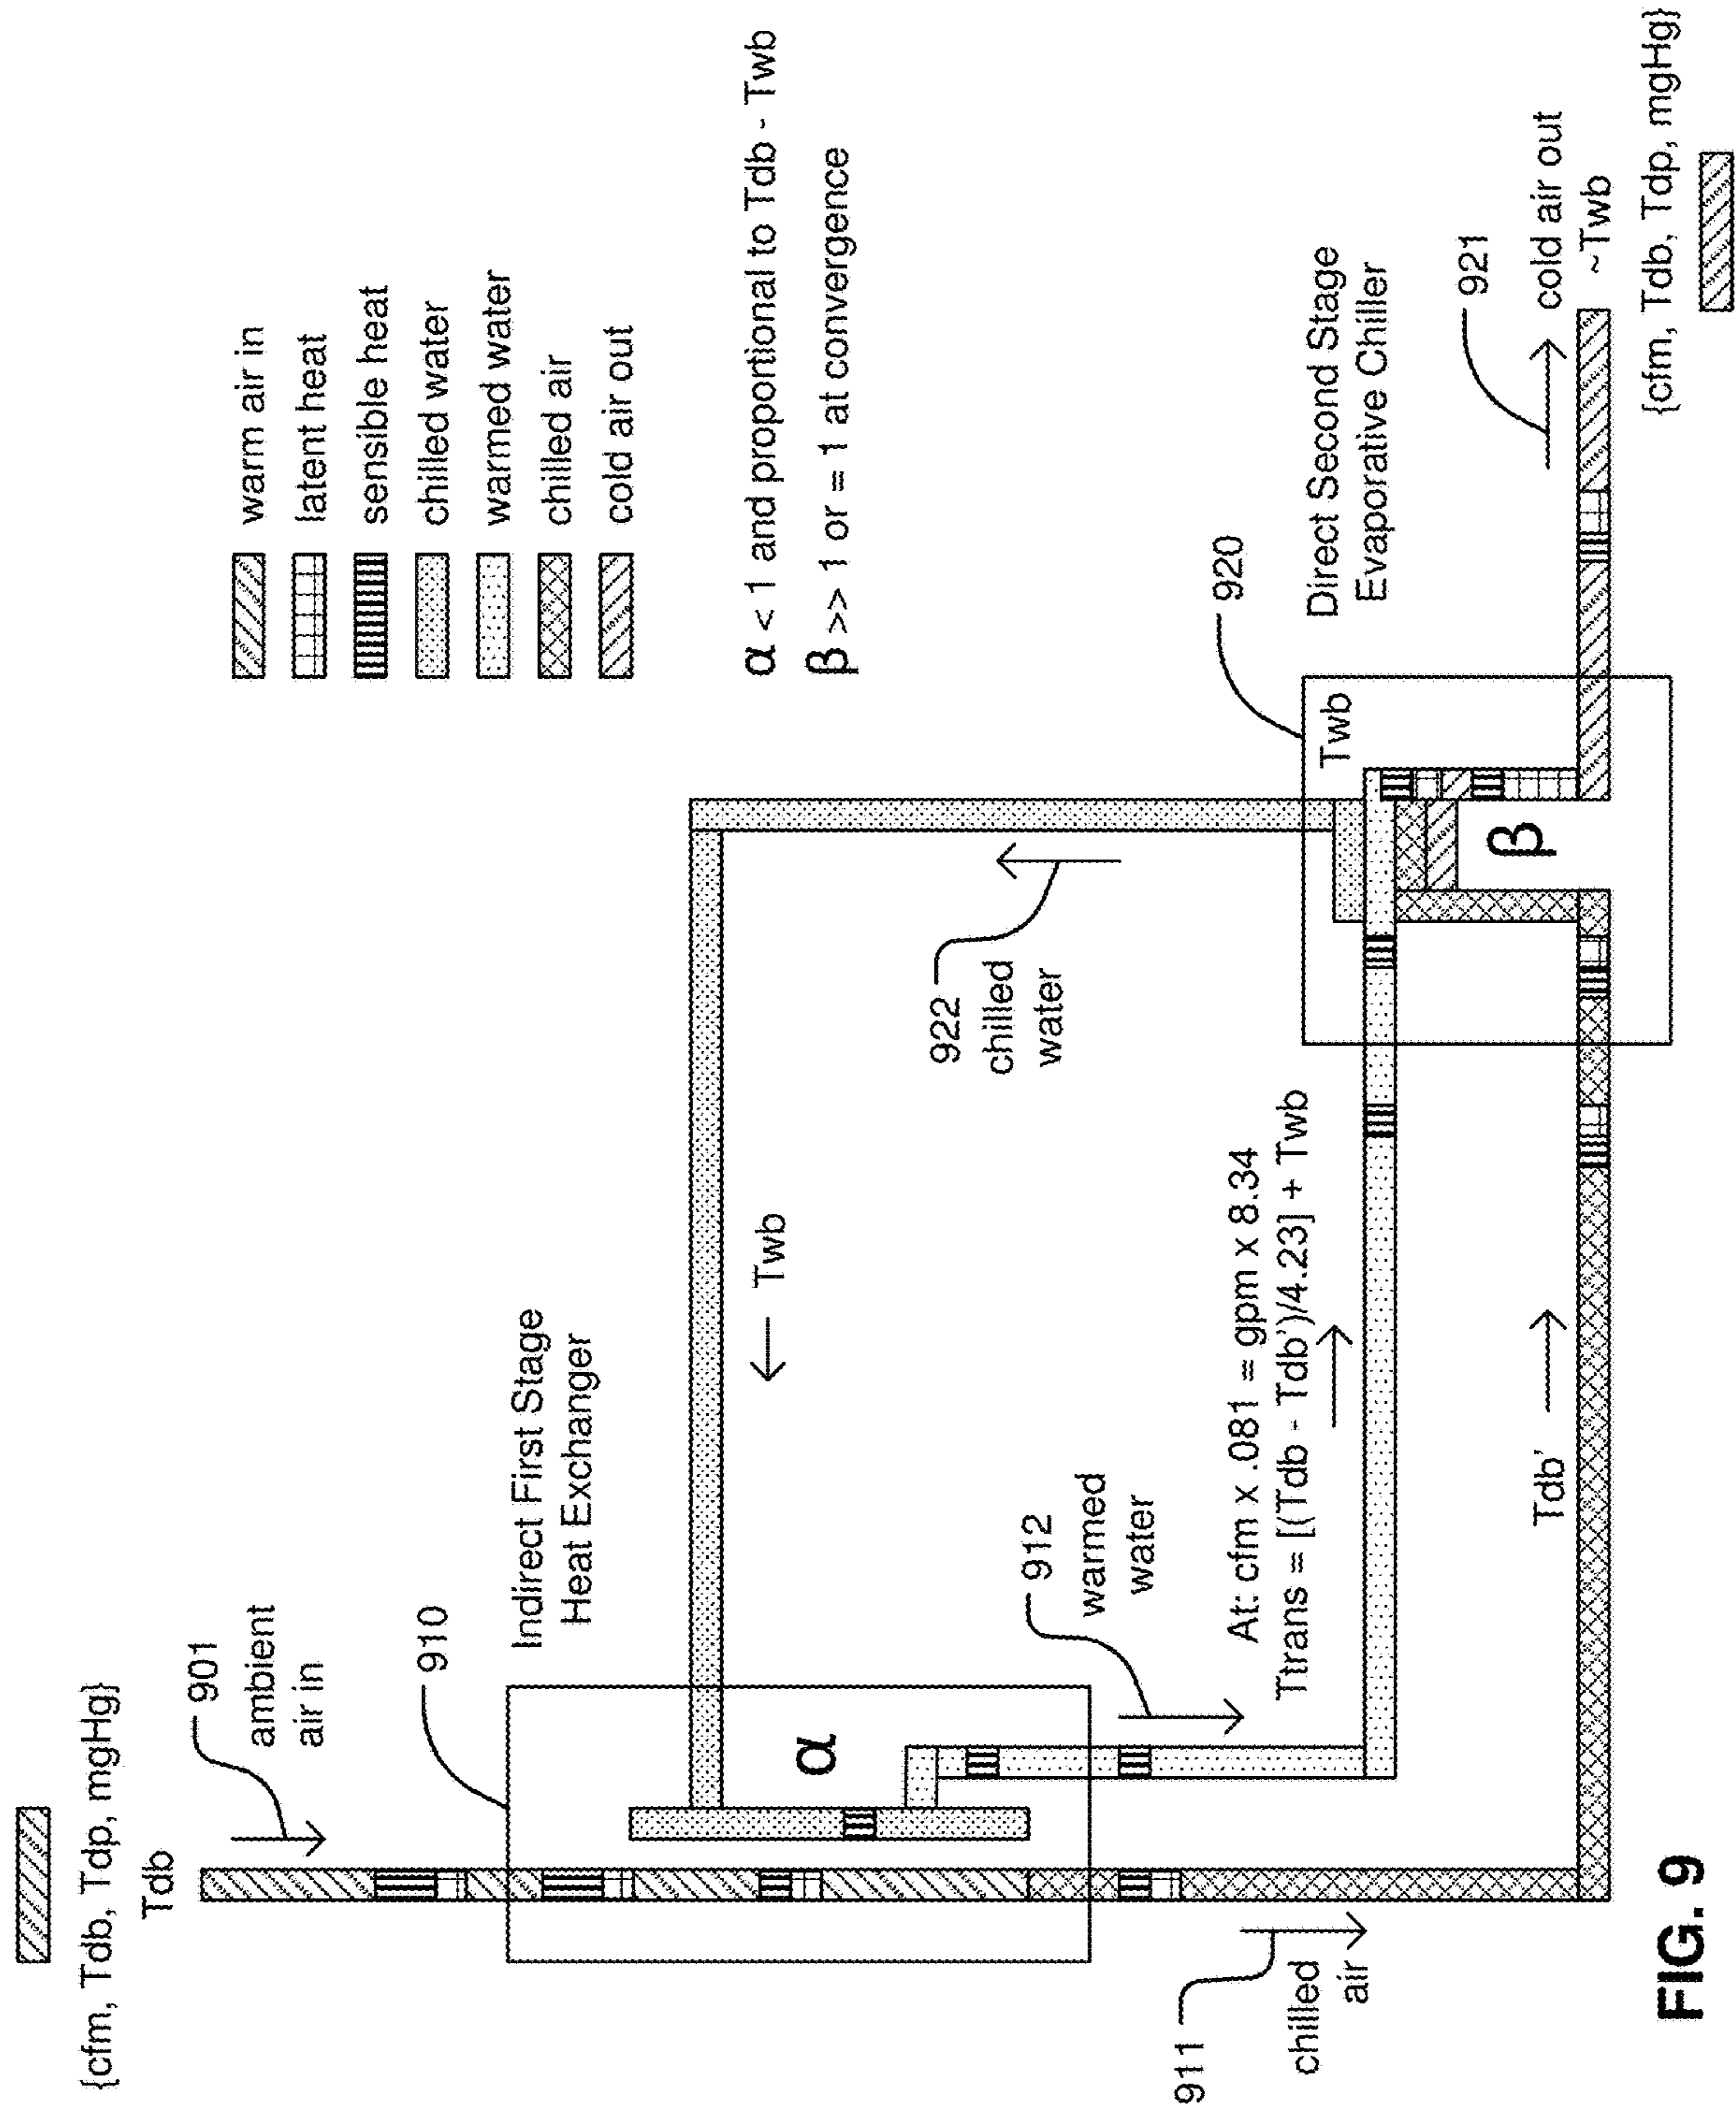 {cfm, Tdb, Tdp, mgHg}
Tdb
901
ambient
air in
910
Indirect First Stage
Heat Exchanger
α
warm air in
latent heat
sensible heat
chilled water
warmed water
chilled air
cold air out
α < 1 and proportional to Tdb - Twb
β >> 1 or = 1 at convergence
← Twb
922
chilled
water
912
warmed
water
911
chilled
air
At: cfm x .081 = gpm x 8.34
Ttrans = [(Tdb - Tdb')/4.23] + Twb
Tdb' →
920
Direct Second Stage
Evaporative Chiller
Twb
β
921
cold air out
~Twb
{cfm, Tdb, Tdp, mgHg}
FIG. 9